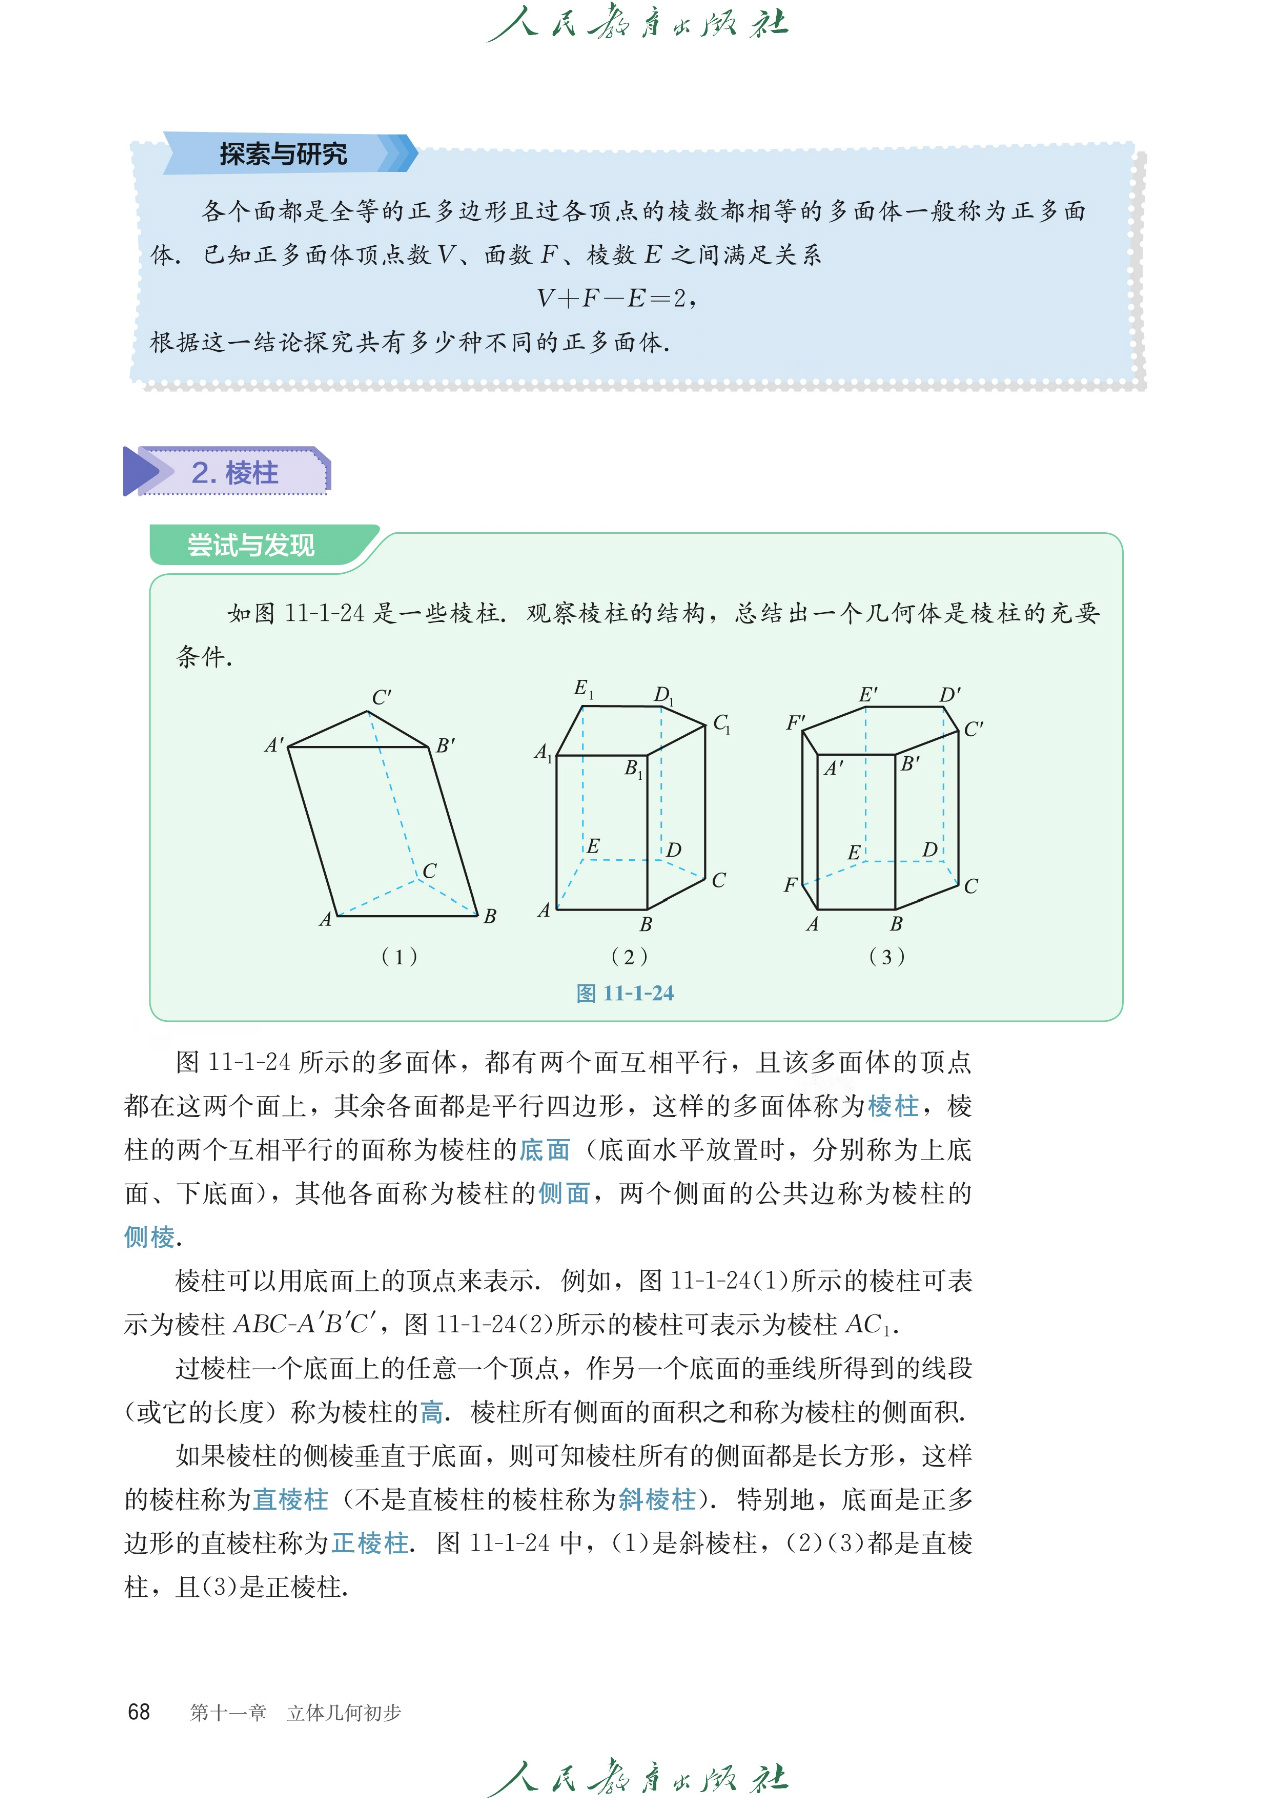 人民教育出版社
探索与研究
各个面都是全等的正多边形且过各顶点的棱数都相等的多面体一般称为正多面
体. 已知正多面体顶点数V、面数F、棱数E之间满足关系
V+F-E=2，
根据这一结论探究共有多少种不同的正多面体.
2. 棱柱
尝试与发现
如图 11-1-24 是一些棱柱. 观察棱柱的结构，总结出一个几何体是棱柱的充要
条件.
C′
A′
B′
C
A
B
(1)
E₁
D₁
C₁
A₁
B₁
E
D
C
A
B
(2)
E′
D′
F′
C′
A′
B′
E
D
F
C
A
B
(3)
图 11-1-24
图 11-1-24 所示的多面体，都有两个面互相平行，且该多面体的顶点
都在这两个面上，其余各面都是平行四边形，这样的多面体称为棱柱，棱
柱的两个互相平行的面称为棱柱的底面（底面水平放置时，分别称为上底
面、下底面），其他各面称为棱柱的侧面，两个侧面的公共边称为棱柱的
侧棱.
棱柱可以用底面上的顶点来表示. 例如，图 11-1-24(1)所示的棱柱可表
示为棱柱 ABC-A′B′C′，图 11-1-24(2)所示的棱柱可表示为棱柱 AC₁.
过棱柱一个底面上的任意一个顶点，作另一个底面的垂线所得到的线段
（或它的长度）称为棱柱的高. 棱柱所有侧面的面积之和称为棱柱的侧面积.
如果棱柱的侧棱垂直于底面，则可知棱柱所有的侧面都是长方形，这样
的棱柱称为直棱柱（不是直棱柱的棱柱称为斜棱柱）. 特别地，底面是正多
边形的直棱柱称为正棱柱. 图 11-1-24 中，(1)是斜棱柱，(2)(3)都是直棱
柱，且(3)是正棱柱.
68 第十一章 立体几何初步
人民教育出版社